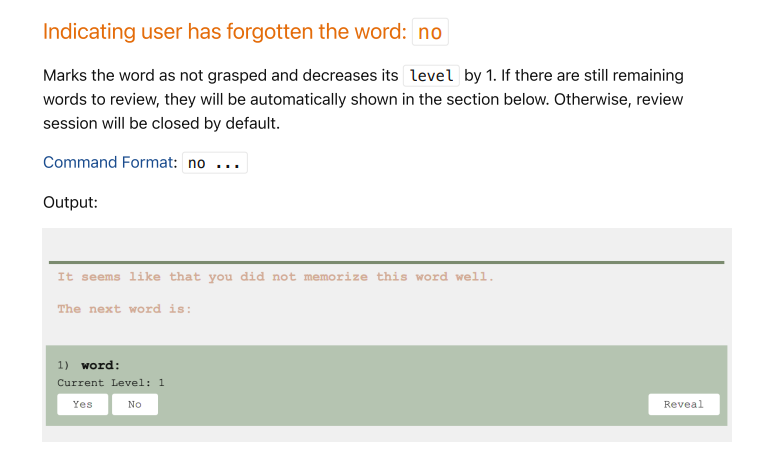 Indicating user has forgotten the word: no
Marks the word as not grasped and decreases its level by 1. If there are still remaining
words to review, they will be automatically shown in the section below. Otherwise, review
session will be closed by default.
Command Format: no ...
Output:
It seems like that you did not memorize this word well.
The next word is:
1) word:
Current Level: 1
Yes No Reveal